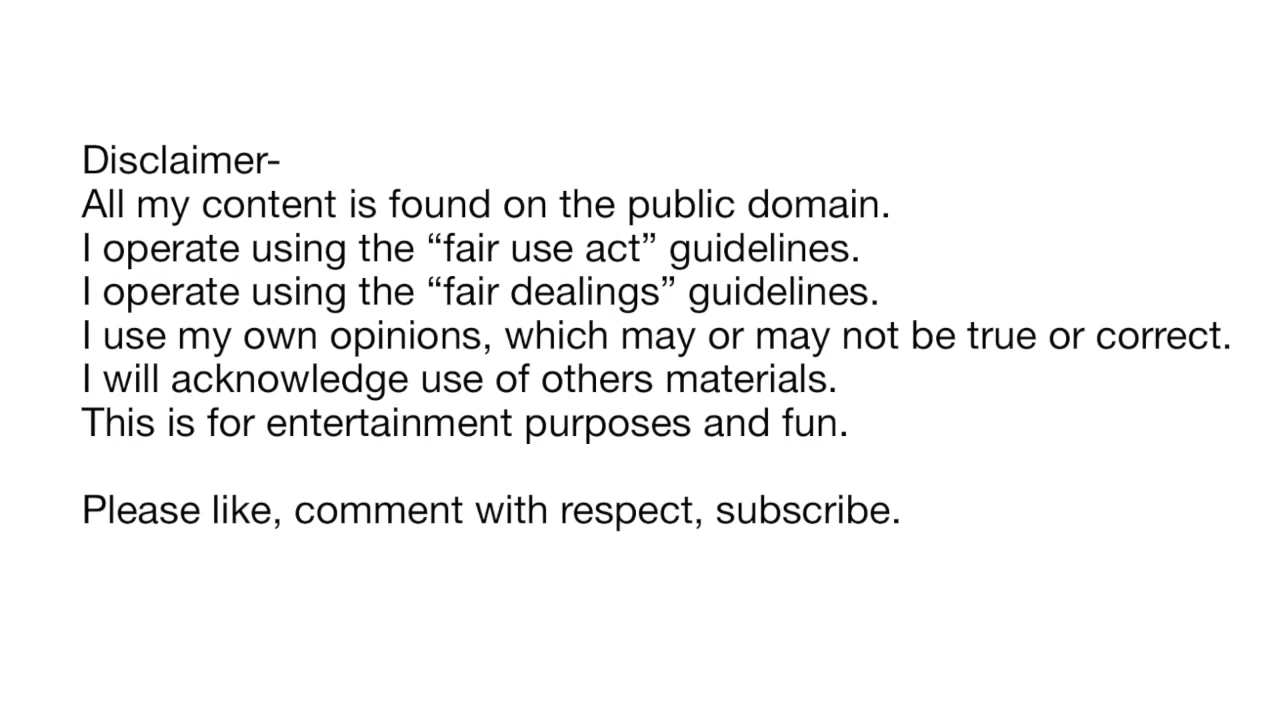 Disclaimer-
All my content is found on the public domain.
I operate using the “fair use act” guidelines.
I operate using the “fair dealings” guidelines.
I use my own opinions, which may or may not be true or correct.
I will acknowledge use of others materials.
This is for entertainment purposes and fun.
Please like, comment with respect, subscribe.